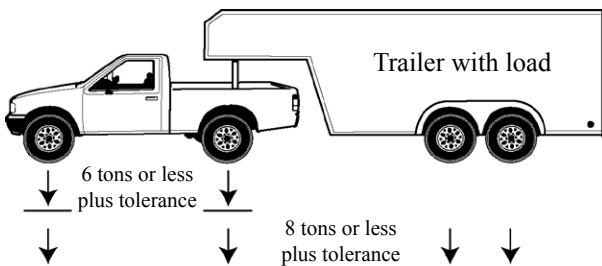 Trailer with load
6 tons or less
plus tolerance
8 tons or less
plus tolerance